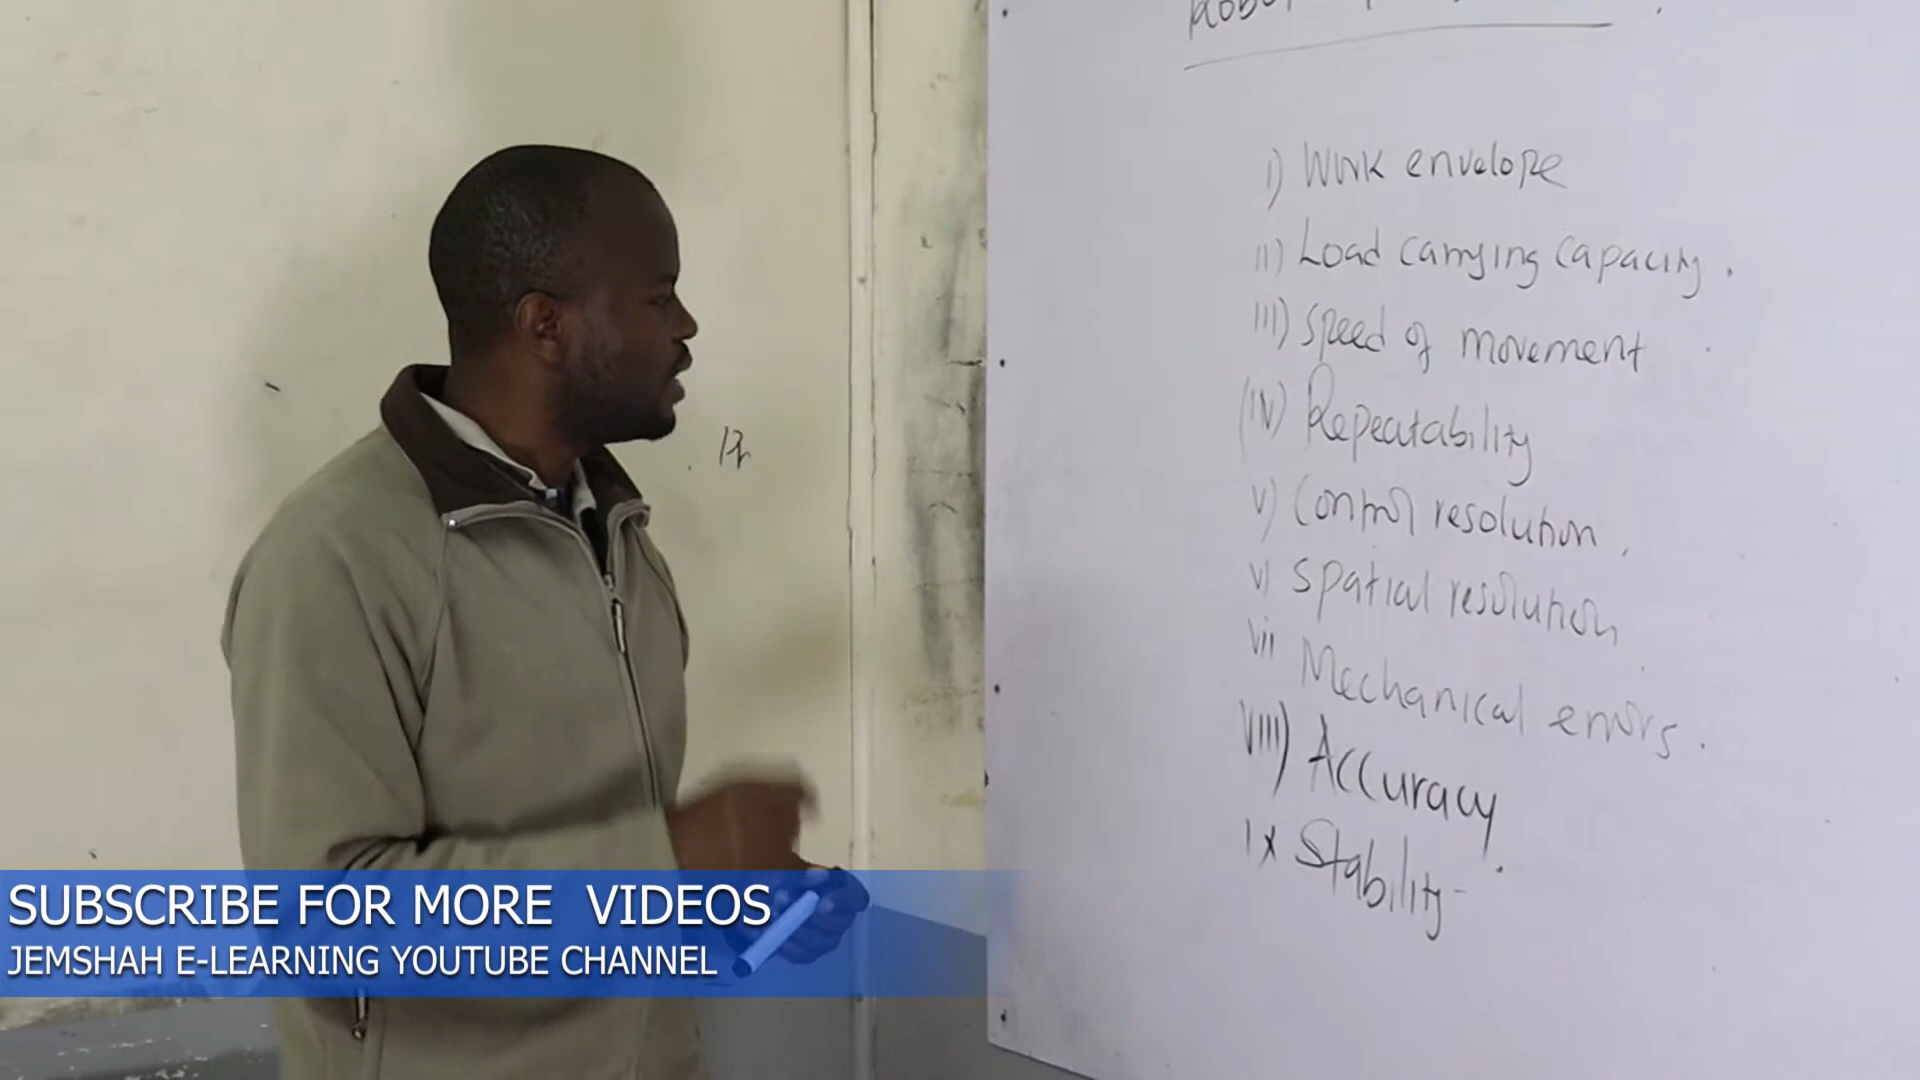 i) Work envelope
ii) Load carrying capacity.
iii) Speed of movement
(iv) Repeatability
v) Control resolution.
vi Spatial resolution
vii Mechanical errors.
viii) Accuracy
ix Stability
SUBSCRIBE FOR MORE VIDEOS
JEMSHAH E-LEARNING YOUTUBE CHANNEL